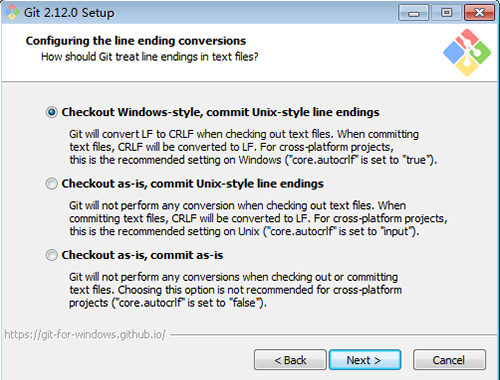 Git 2.12.0 Setup
Configuring the line ending conversions
How should Git treat line endings in text files?
Checkout Windows-style, commit Unix-style line endings
Git will convert LF to CRLF when checking out text files. When committing
text files, CRLF will be converted to LF. For cross-platform projects,
this is the recommended setting on Windows ("core.autocrlf" is set to "true").
Checkout as-is, commit Unix-style line endings
Git will not perform any conversion when checking out text files. When
committing text files, CRLF will be converted to LF. For cross-platform projects,
this is the recommended setting on Unix ("core.autocrlf" is set to "input").
Checkout as-is, commit as-is
Git will not perform any conversions when checking out or committing
text files. Choosing this option is not recommended for cross-platform
projects ("core.autocrlf" is set to "false").
https://git-for-windows.github.io/
< Back
Next >
Cancel